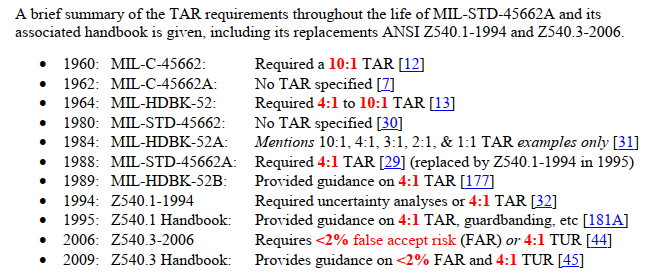 A brief summary of the TAR requirements throughout the life of MIL-STD-45662A and its
associated handbook is given, including its replacements ANSI Z540.1-1994 and Z540.3-2006.
• 1960: MIL-C-45662: Required a 10:1 TAR [12]
• 1962: MIL-C-45662A: No TAR specified [7]
• 1964: MIL-HDBK-52: Required 4:1 to 10:1 TAR [13]
• 1980: MIL-STD-45662: No TAR specified [30]
• 1984: MIL-HDBK-52A: Mentions 10:1, 4:1, 3:1, 2:1, & 1:1 TAR examples only [31]
• 1988: MIL-STD-45662A: Required 4:1 TAR [29] (replaced by Z540.1-1994 in 1995)
• 1989: MIL-HDBK-52B: Provided guidance on 4:1 TAR [177]
• 1994: Z540.1-1994 Required uncertainty analyses or 4:1 TAR [32]
• 1995: Z540.1 Handbook: Provided guidance on 4:1 TAR, guardbanding, etc [181A]
• 2006: Z540.3-2006 Requires <2% false accept risk (FAR) or 4:1 TUR [44]
• 2009: Z540.3 Handbook: Provides guidance on <2% FAR and 4:1 TUR [45]